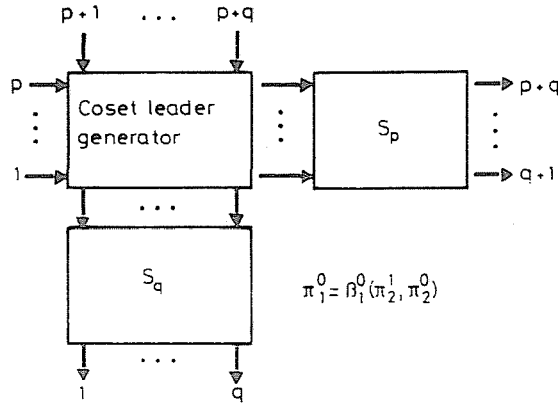 p+1 . . . p+q
p
1
Coset leader
generator
S_p
p+q
q+1
S_q
π_1^0 = β_1^0(π_2^1, π_2^0)
1 . . . q